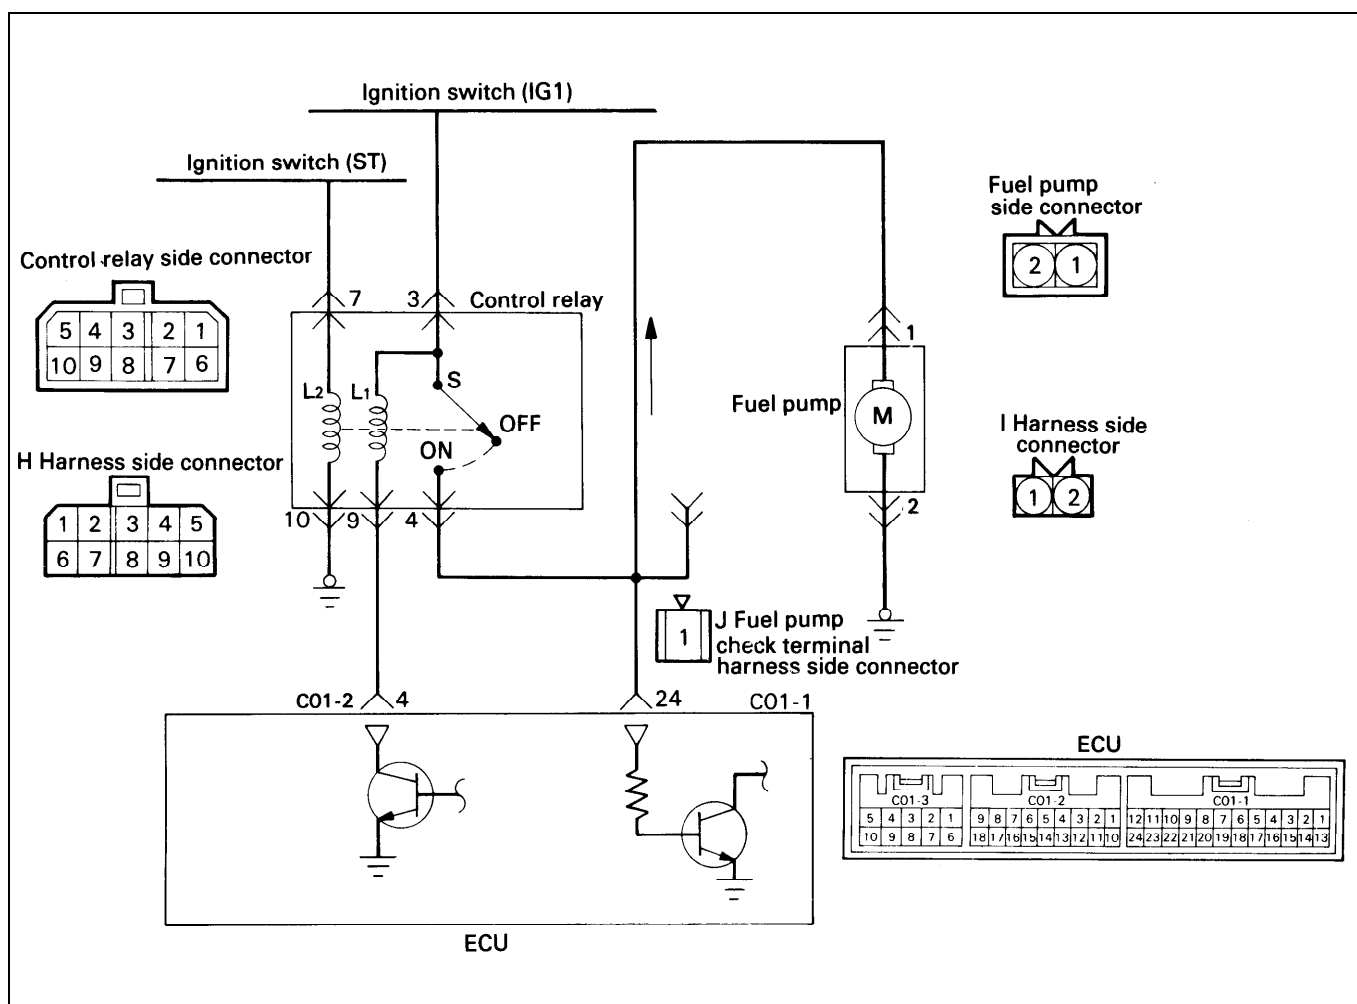 Ignition switch (IG1)
Ignition switch (ST)
Fuel pump
side connector
2 1
Control relay side connector
7
3
Control relay
5 4 3 2 1
10 9 8 7 6
1
L2
L1
S
OFF
ON
Fuel pump
M
I Harness side
connector
1 2
H Harness side connector
1 2 3 4 5
6 7 8 9 10
10
9
4
2
1
J Fuel pump
check terminal
harness side connector
C01-2
4
24
C01-1
ECU
ECU
C01-3
C01-2
C01-1
5 4 3 2 1
10 9 8 7 6
9 8 7 6 5 4 3 2 1
18 17 16 15 14 13 12 11 10
12 11 10 9 8 7 6 5 4 3 2 1
24 23 22 21 20 19 18 17 16 15 14 13